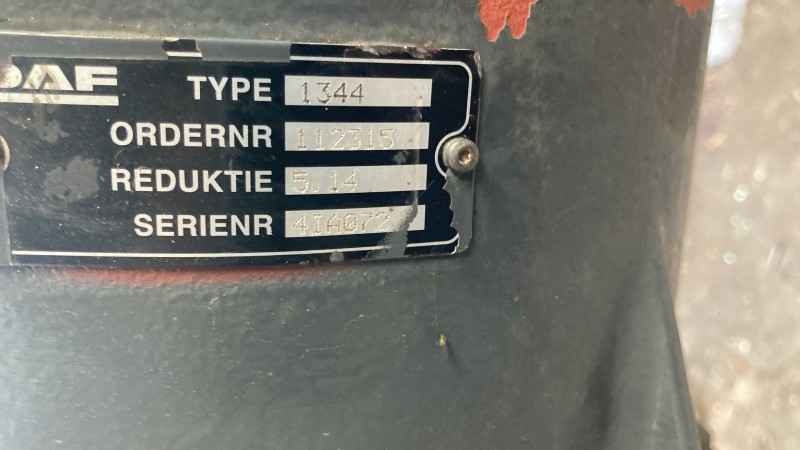 DAF
TYPE 1344
ORDERNR 112315
REDUKTIE 5.14
SERIENR